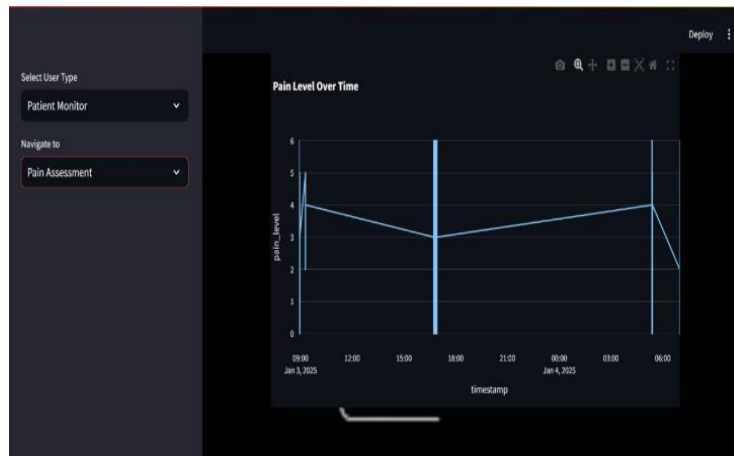 Deploy
Select User Type
Patient Monitor
Navigate to
Pain Assessment
Pain Level Over Time
6
5
4
3
2
1
0
pain_level
09:00 12:00 15:00 18:00 21:00 00:00 03:00 06:00
Jan 3, 2025 Jan 4, 2025
timestamp